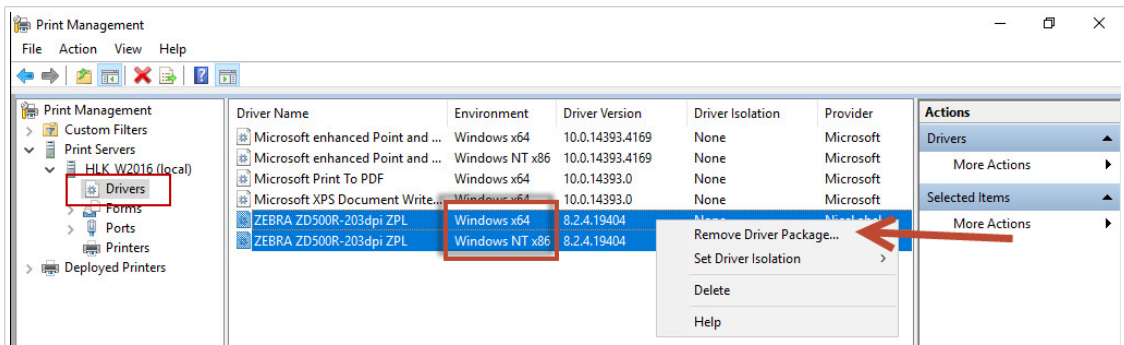 Print Management
File Action View Help
Print Management
Custom Filters
Print Servers
HLK_W2016 (local)
Drivers
Forms
Ports
Printers
Deployed Printers
Driver Name Environment Driver Version Driver Isolation Provider
Microsoft enhanced Point and ... Windows x64 10.0.14393.4169 None Microsoft
Microsoft enhanced Point and ... Windows NT x86 10.0.14393.4169 None Microsoft
Microsoft Print To PDF Windows x64 10.0.14393.0 None Microsoft
Microsoft XPS Document Write... Windows x64 10.0.14393.0 None Microsoft
ZEBRA ZD500R-203dpi ZPL Windows x64 8.2.4.19404 None NiceLabel
ZEBRA ZD500R-203dpi ZPL Windows NT x86 8.2.4.19404
Remove Driver Package...
Set Driver Isolation
Delete
Help
Actions
Drivers
More Actions
Selected Items
More Actions